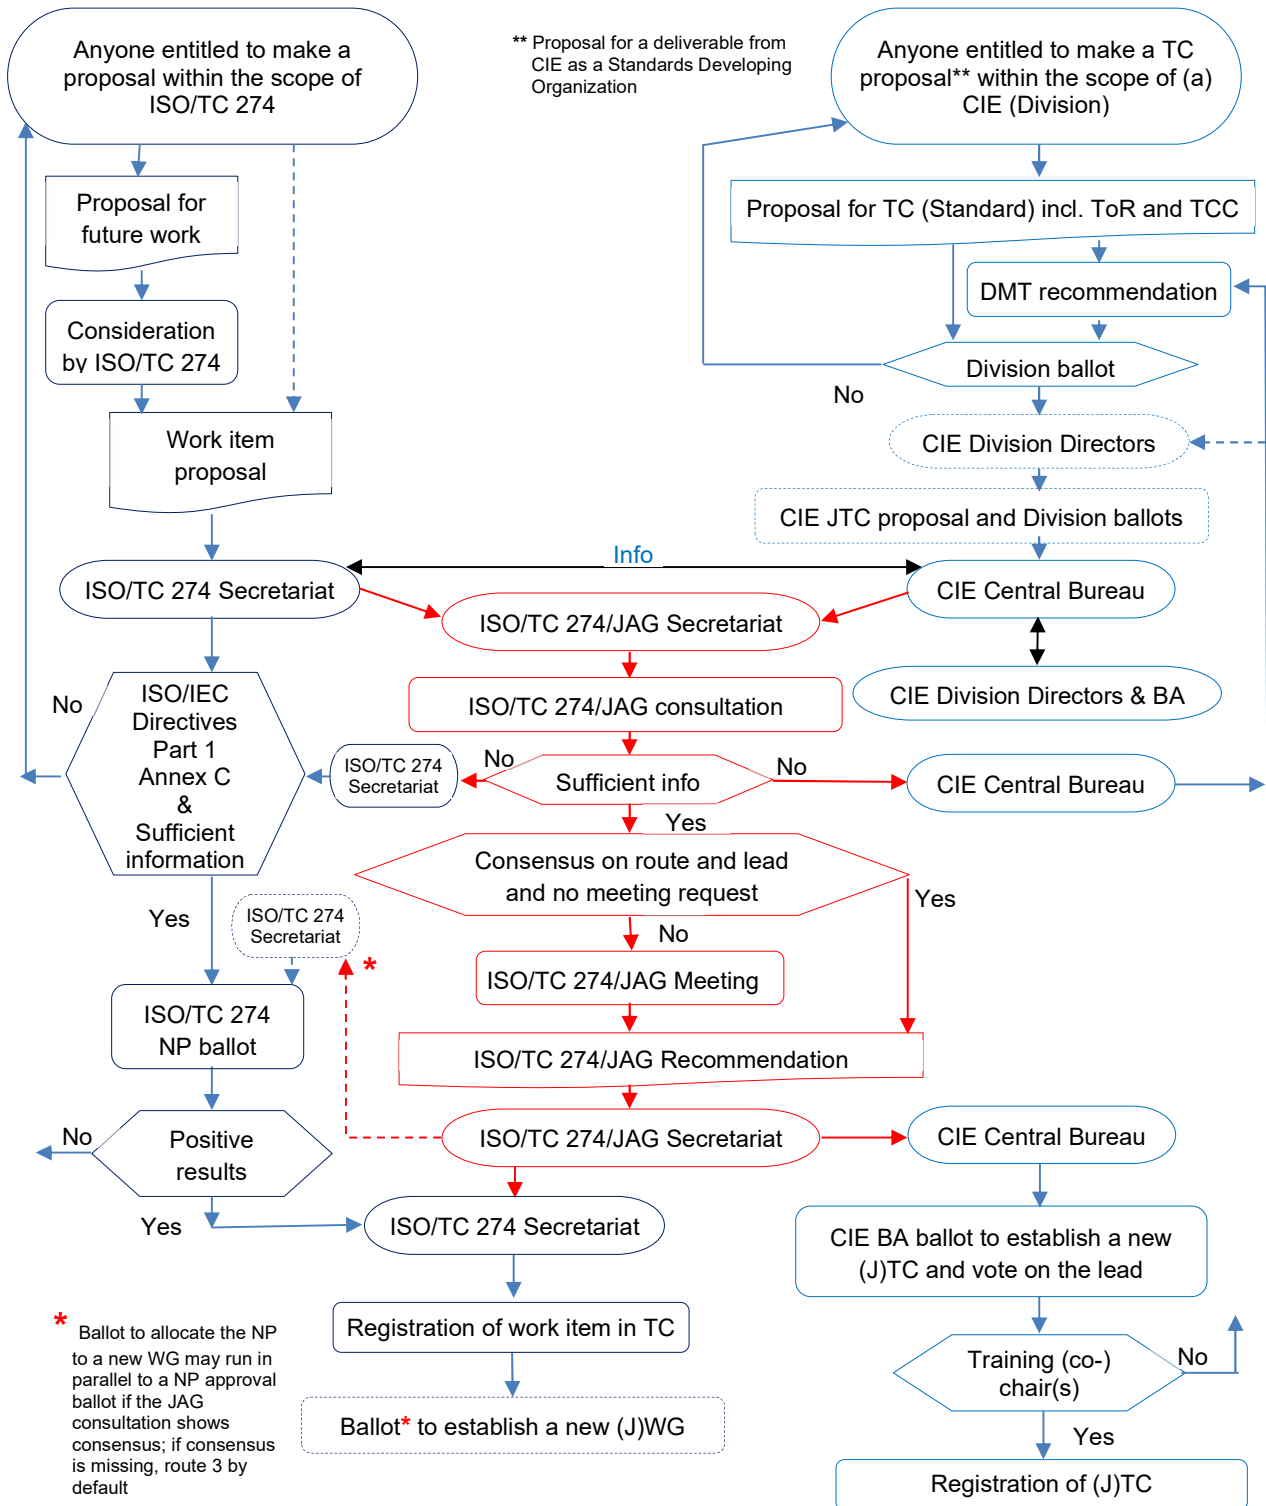 Anyone entitled to make a
proposal within the scope of
ISO/TC 274
** Proposal for a deliverable from
CIE as a Standards Developing
Organization
Anyone entitled to make a TC
proposal** within the scope of (a)
CIE (Division)
Proposal for
future work
Proposal for TC (Standard) incl. ToR and TCC
DMT recommendation
Consideration
by ISO/TC 274
Division ballot
No
Work item
proposal
CIE Division Directors
CIE JTC proposal and Division ballots
Info
ISO/TC 274 Secretariat
ISO/TC 274/JAG Secretariat
CIE Central Bureau
ISO/TC 274/JAG consultation
CIE Division Directors & BA
No
ISO/IEC
Directives
Part 1
Annex C
&
Sufficient
information
ISO/TC 274
Secretariat
No
Sufficient info
No
CIE Central Bureau
Yes
Consensus on route and lead
and no meeting request
Yes
No
Yes
ISO/TC 274
Secretariat
*
ISO/TC 274/JAG Meeting
ISO/TC 274
NP ballot
ISO/TC 274/JAG Recommendation
No
Positive
results
ISO/TC 274/JAG Secretariat
CIE Central Bureau
Yes
ISO/TC 274 Secretariat
CIE BA ballot to establish a new
(J)TC and vote on the lead
Registration of work item in TC
* Ballot to allocate the NP
to a new WG may run in
parallel to a NP approval
ballot if the JAG
consultation shows
consensus; if consensus
is missing, route 3 by
default
Training (co-)
chair(s)
No
Ballot* to establish a new (J)WG
Yes
Registration of (J)TC